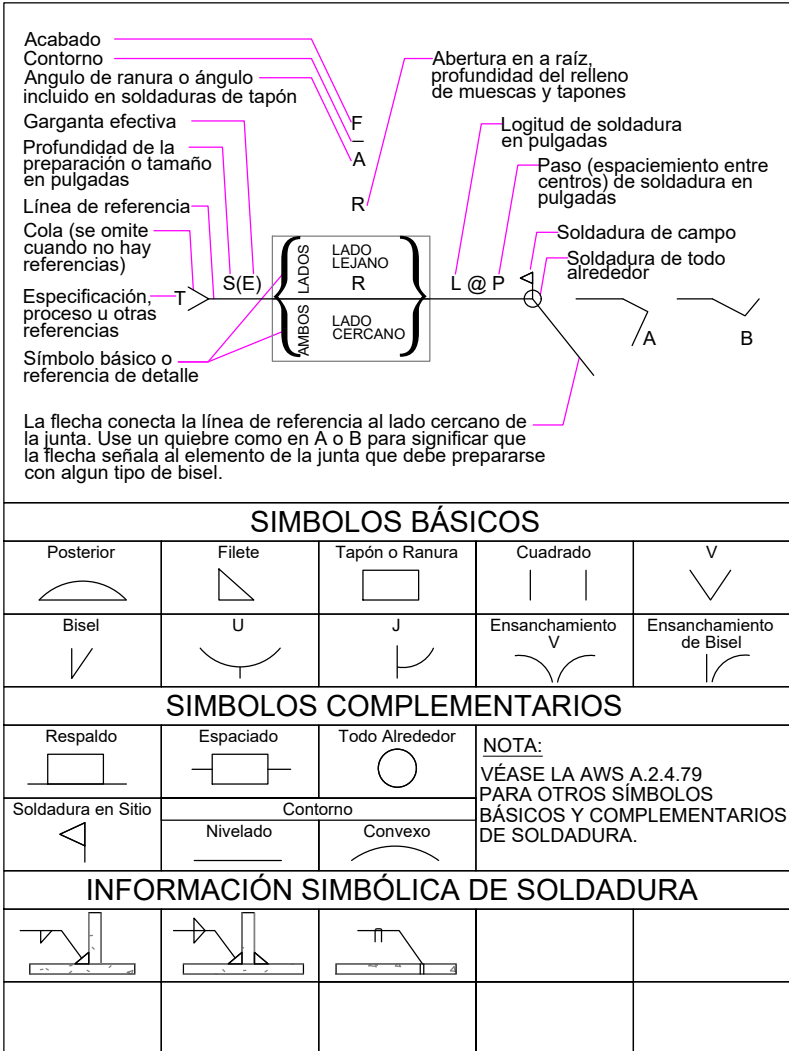 Acabado
Contorno
Angulo de ranura o ángulo
incluido en soldaduras de tapón
Garganta efectiva
Profundidad de la
preparación o tamaño
en pulgadas
Línea de referencia
Cola (se omite
cuando no hay
referencias)
Especificación,
proceso u otras
referencias
Símbolo básico o
referencia de detalle
F
A
R
T
S(E)
AMBOS LADOS
LADO
LEJANO
R
LADO
CERCANO
L @ P
Abertura en a raíz,
profundidad del relleno
de muescas y tapones
Logitud de soldadura
en pulgadas
Paso (espaciemiento entre
centros) de soldadura en
pulgadas
Soldadura de campo
Soldadura de todo
alrededor
A
B
La flecha conecta la línea de referencia al lado cercano de
la junta. Use un quiebre como en A o B para significar que
la flecha señala al elemento de la junta que debe prepararse
con algun tipo de bisel.
SIMBOLOS BÁSICOS
Posterior
Filete
Tapón o Ranura
Cuadrado
V
Bisel
U
J
Ensanchamiento
V
Ensanchamiento
de Bisel
SIMBOLOS COMPLEMENTARIOS
Respaldo
Espaciado
Todo Alrededor
NOTA:
VÉASE LA AWS A.2.4.79
PARA OTROS SÍMBOLOS
BÁSICOS Y COMPLEMENTARIOS
DE SOLDADURA.
Soldadura en Sitio
Contorno
Nivelado
Convexo
INFORMACIÓN SIMBÓLICA DE SOLDADURA